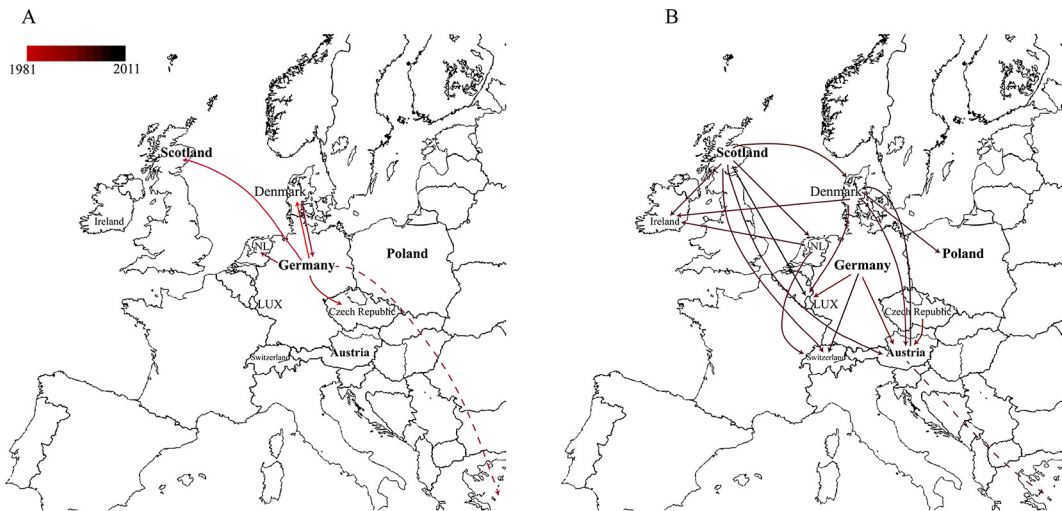 A
1981 2011
Scotland
Denmark
Ireland
NL
Germany
Poland
LUX
Czech Republic
Switzerland
Austria
B
Scotland
Denmark
Ireland
NL
Poland
Germany
LUX
Czech Republic
Switzerland
Austria